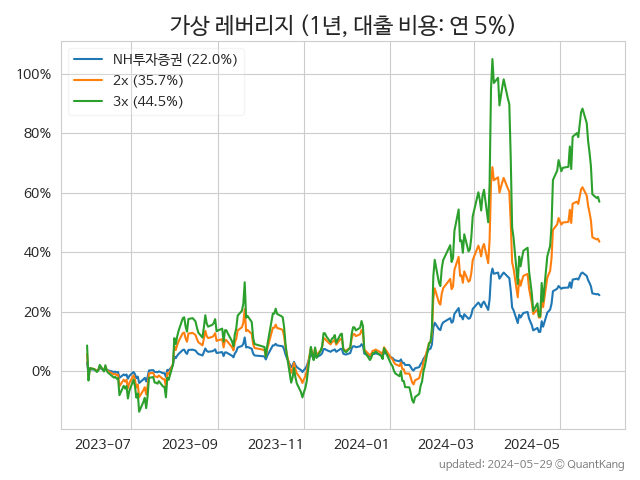 가상 레버리지 (1년, 대출 비용: 연 5%)
NH투자증권 (22.0%)
2x (35.7%)
3x (44.5%)
100%
80%
60%
40%
20%
0%
2023-07 2023-09 2023-11 2024-01 2024-03 2024-05
updated: 2024-05-29 © QuantKang